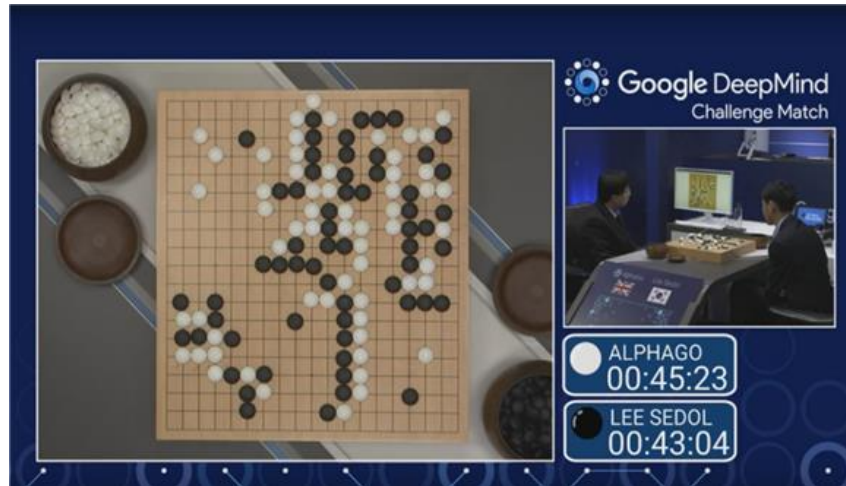 Google DeepMind
Challenge Match
ALPHAGO
00:45:23
LEE SEDOL
00:43:04